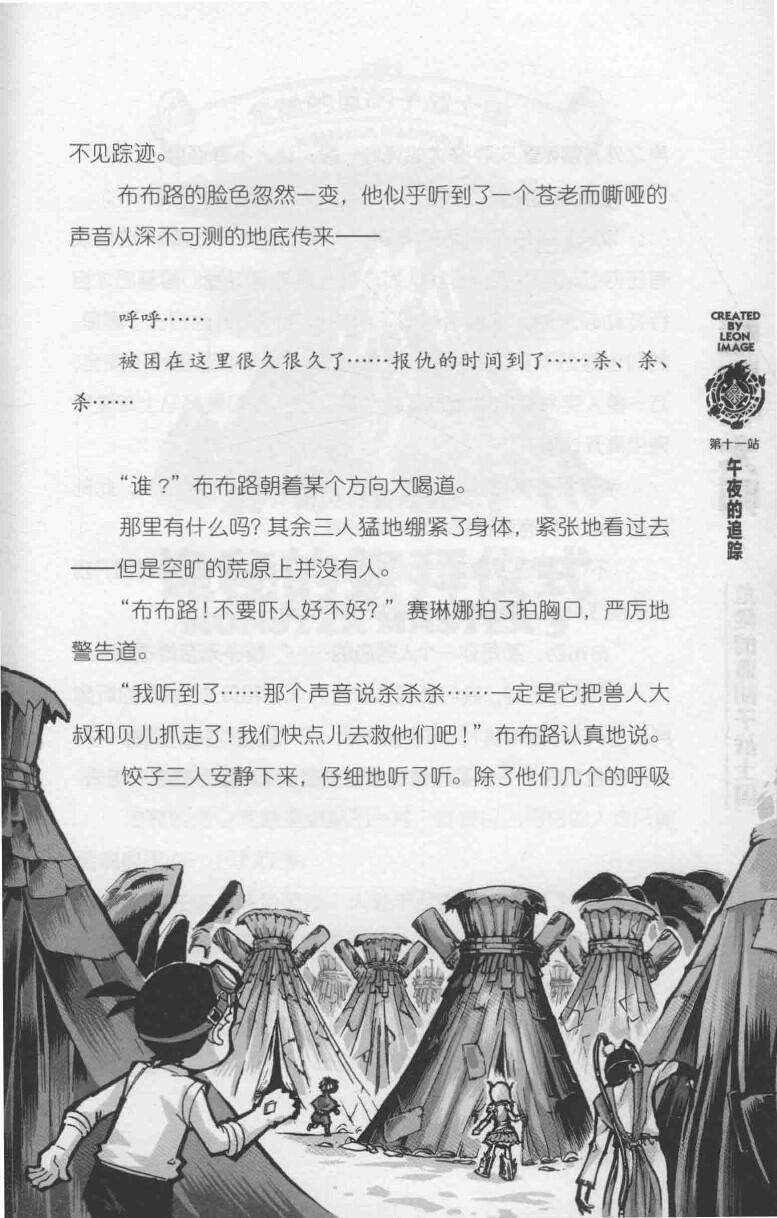 不见踪迹。
布布路的脸色忽然一变，他似乎听到了一个苍老而嘶哑的
声音从深不可测的地底传来——
呼呼……
被困在这里很久很久了……报仇的时间到了……杀、杀、
杀……
“谁？”布布路朝着某个方向大喝道。
那里有什么吗？其余三人猛地绷紧了身体，紧张地看过去
——但是空旷的荒原上并没有人。
“布布路！不要吓人好不好？”赛琳娜拍了拍胸口，严厉地
警告道。
“我听到了……那个声音说杀杀杀……一定是它把兽人大
叔和贝儿抓走了！我们快点儿去救他们吧！”布布路认真地说。
饺子三人安静下来，仔细地听了听。除了他们几个的呼吸
CREATED
BY
LEON
IMAGE
第十一站
午夜的追踪